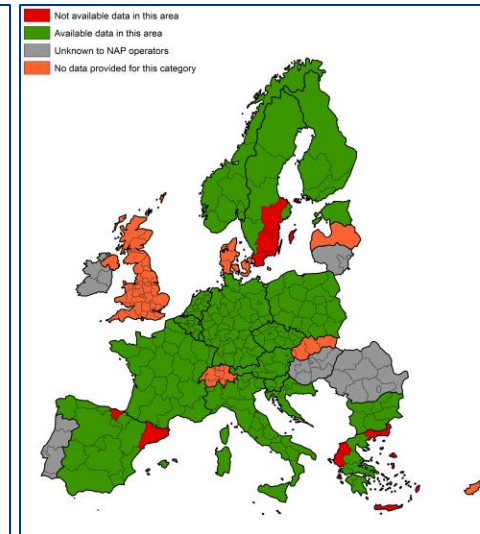 Not available data in this area
Available data in this area
Unknown to NAP operators
No data provided for this category